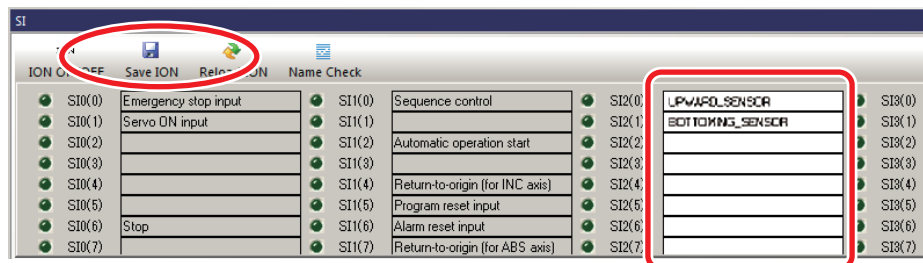 SI
ION Save ION ION Name Check
SI0(0) Emergency stop input SI1(0) Sequence control SI2(0) UPWARD_SENSOR SI3(0)
SI0(1) Servo ON input SI1(1) SI2(1) BOTTOMING_SENSOR SI3(1)
SI0(2) SI1(2) Automatic operation start SI2(2) SI3(2)
SI0(3) SI1(3) SI2(3) SI3(3)
SI0(4) SI1(4) Return-to-origin (for INC axis) SI2(4) SI3(4)
SI0(5) SI1(5) Program reset input SI2(5) SI3(5)
SI0(6) Stop SI1(6) Alarm reset input SI2(6) SI3(6)
SI0(7) SI1(7) Return-to-origin (for ABS axis) SI2(7) SI3(7)